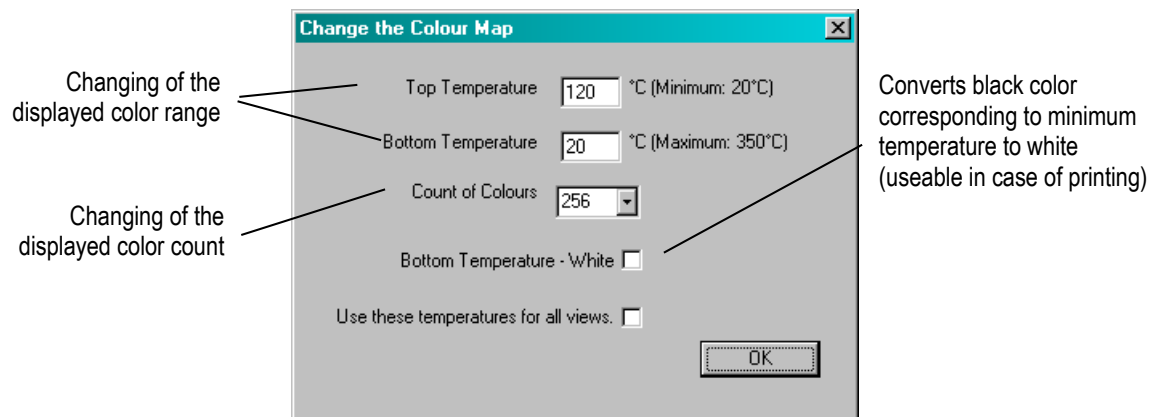 Change the Colour Map
Changing of the
displayed color range
Top Temperature 120 °C (Minimum: 20°C)
Bottom Temperature 20 °C (Maximum: 350°C)
Converts black color
corresponding to minimum
temperature to white
(useable in case of printing)
Count of Colours 256
Changing of the
displayed color count
Bottom Temperature - White
Use these temperatures for all views.
OK